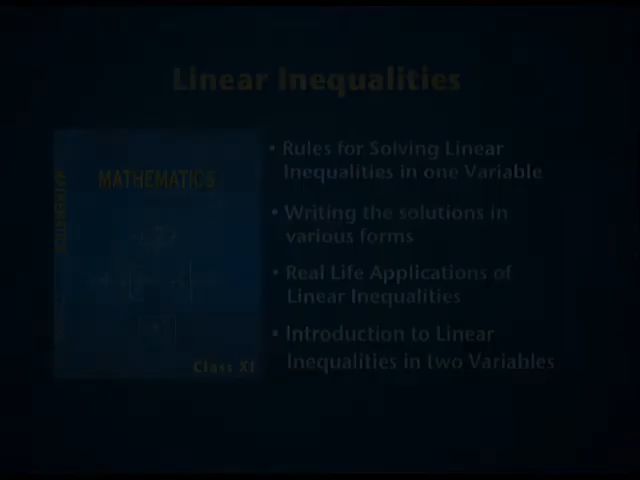 Linear Inequalities
MATHEMATICS
MATHEMATICS
Class XI
• Rules for Solving Linear
Inequalities in one Variable
• Writing the solutions in
various forms
• Real Life Applications of
Linear Inequalities
• Introduction to Linear
Inequalities in two Variables